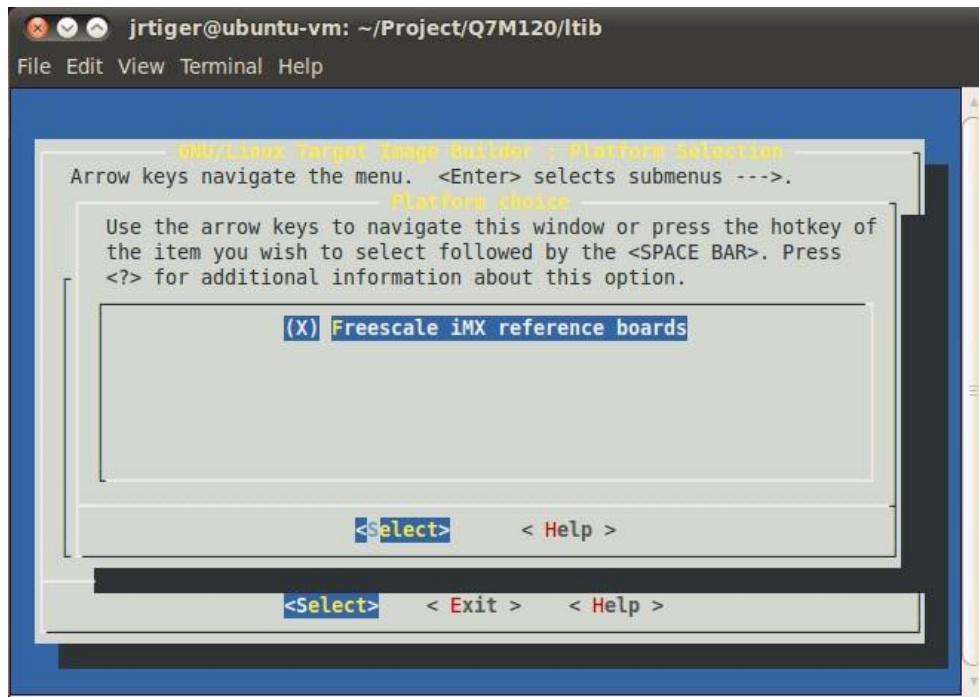 jrtiger@ubuntu-vm: ~/Project/Q7M120/ltib
File Edit View Terminal Help
GNU/Linux Target Image Builder : Platform Selection
Arrow keys navigate the menu. <Enter> selects submenus --->.
Platform choice
Use the arrow keys to navigate this window or press the hotkey of
the item you wish to select followed by the <SPACE BAR>. Press
<?> for additional information about this option.
(X) Freescale iMX reference boards
<Select> < Help >
<Select> < Exit > < Help >